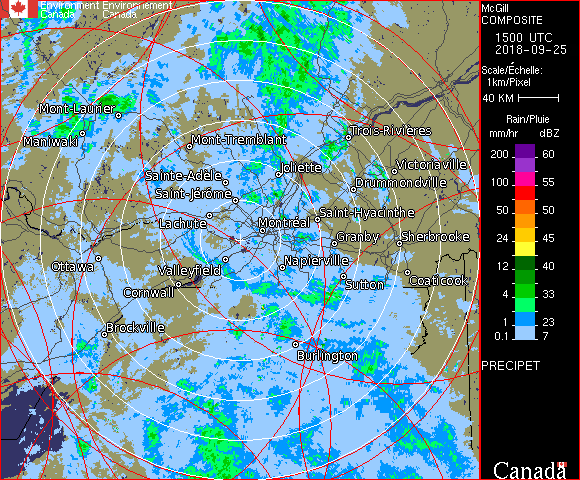 Environment Environnement
Canada Canada
Mont-Laurier
Maniwaki
Mont-Tremblant
Trois-Rivières
Joliette
Victoriaville
Sainte-Adèle
Drummondville
Saint-Jérôme
Saint-Hyacinthe
Lachute
Montréal
Granby
Sherbrooke
Ottawa
Valleyfield
Napierville
Coaticook
Sutton
Cornwall
Brockville
Burlington
McGill
COMPOSITE
1500 UTC
2018-09-25
Scale/Échelle:
1km/Pixel
40 KM
Rain/Pluie
mm/hr dBZ
200 60
100 55
50 50
24 45
12 40
4 33
1 23
0.1 7
PRECIPET
Canada